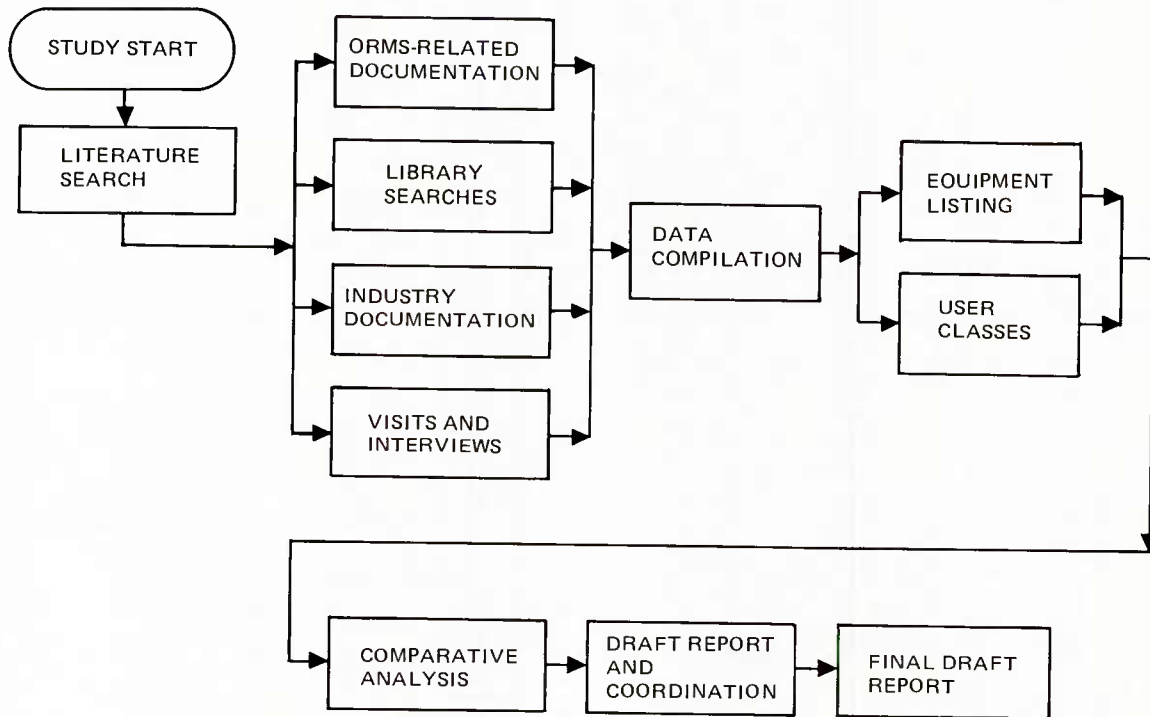 STUDY START
LITERATURE
SEARCH
ORMS-RELATED
DOCUMENTATION
LIBRARY
SEARCHES
INDUSTRY
DOCUMENTATION
VISITS AND
INTERVIEWS
DATA
COMPILATION
EQUIPMENT
LISTING
USER
CLASSES
COMPARATIVE
ANALYSIS
DRAFT REPORT
AND
COORDINATION
FINAL DRAFT
REPORT